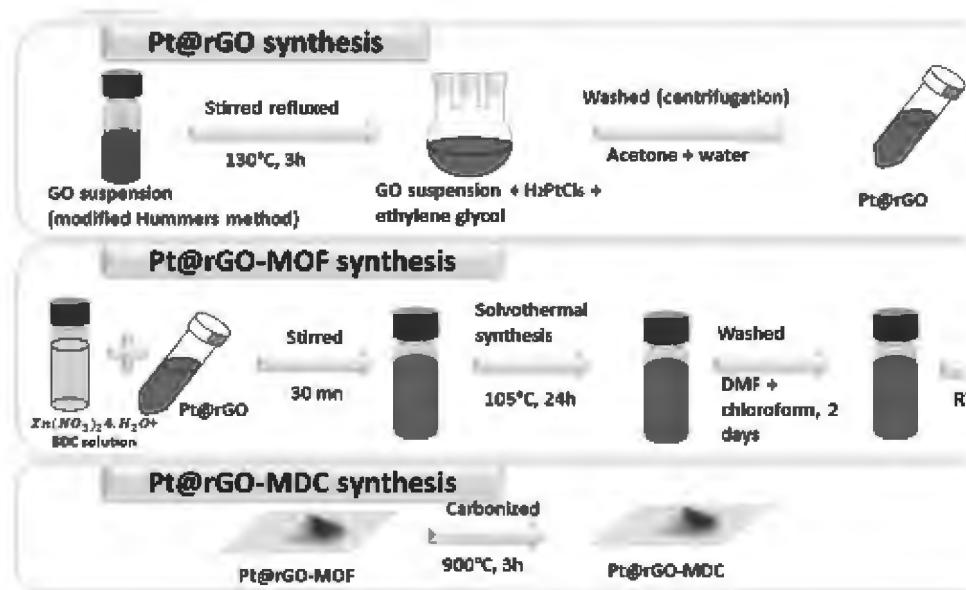 Pt@rGO synthesis
Stirred refluxed
130°C, 3h
Washed (centrifugation)
Acetone + water
GO suspension
(modified Hummers method)
GO suspension + H₂PtCl₆ +
ethylene glycol
Pt@rGO
Pt@rGO-MOF synthesis
Stirred
30 mn
Solvothermal
synthesis
105°C, 24h
Washed
DMF +
chloroform, 2
days
R
Pt@rGO
Zn(NO₃)₂4.H₂O+
BDC solution
Pt@rGO-MDC synthesis
Carbonized
900°C, 3h
Pt@rGO-MOF
Pt@rGO-MDC